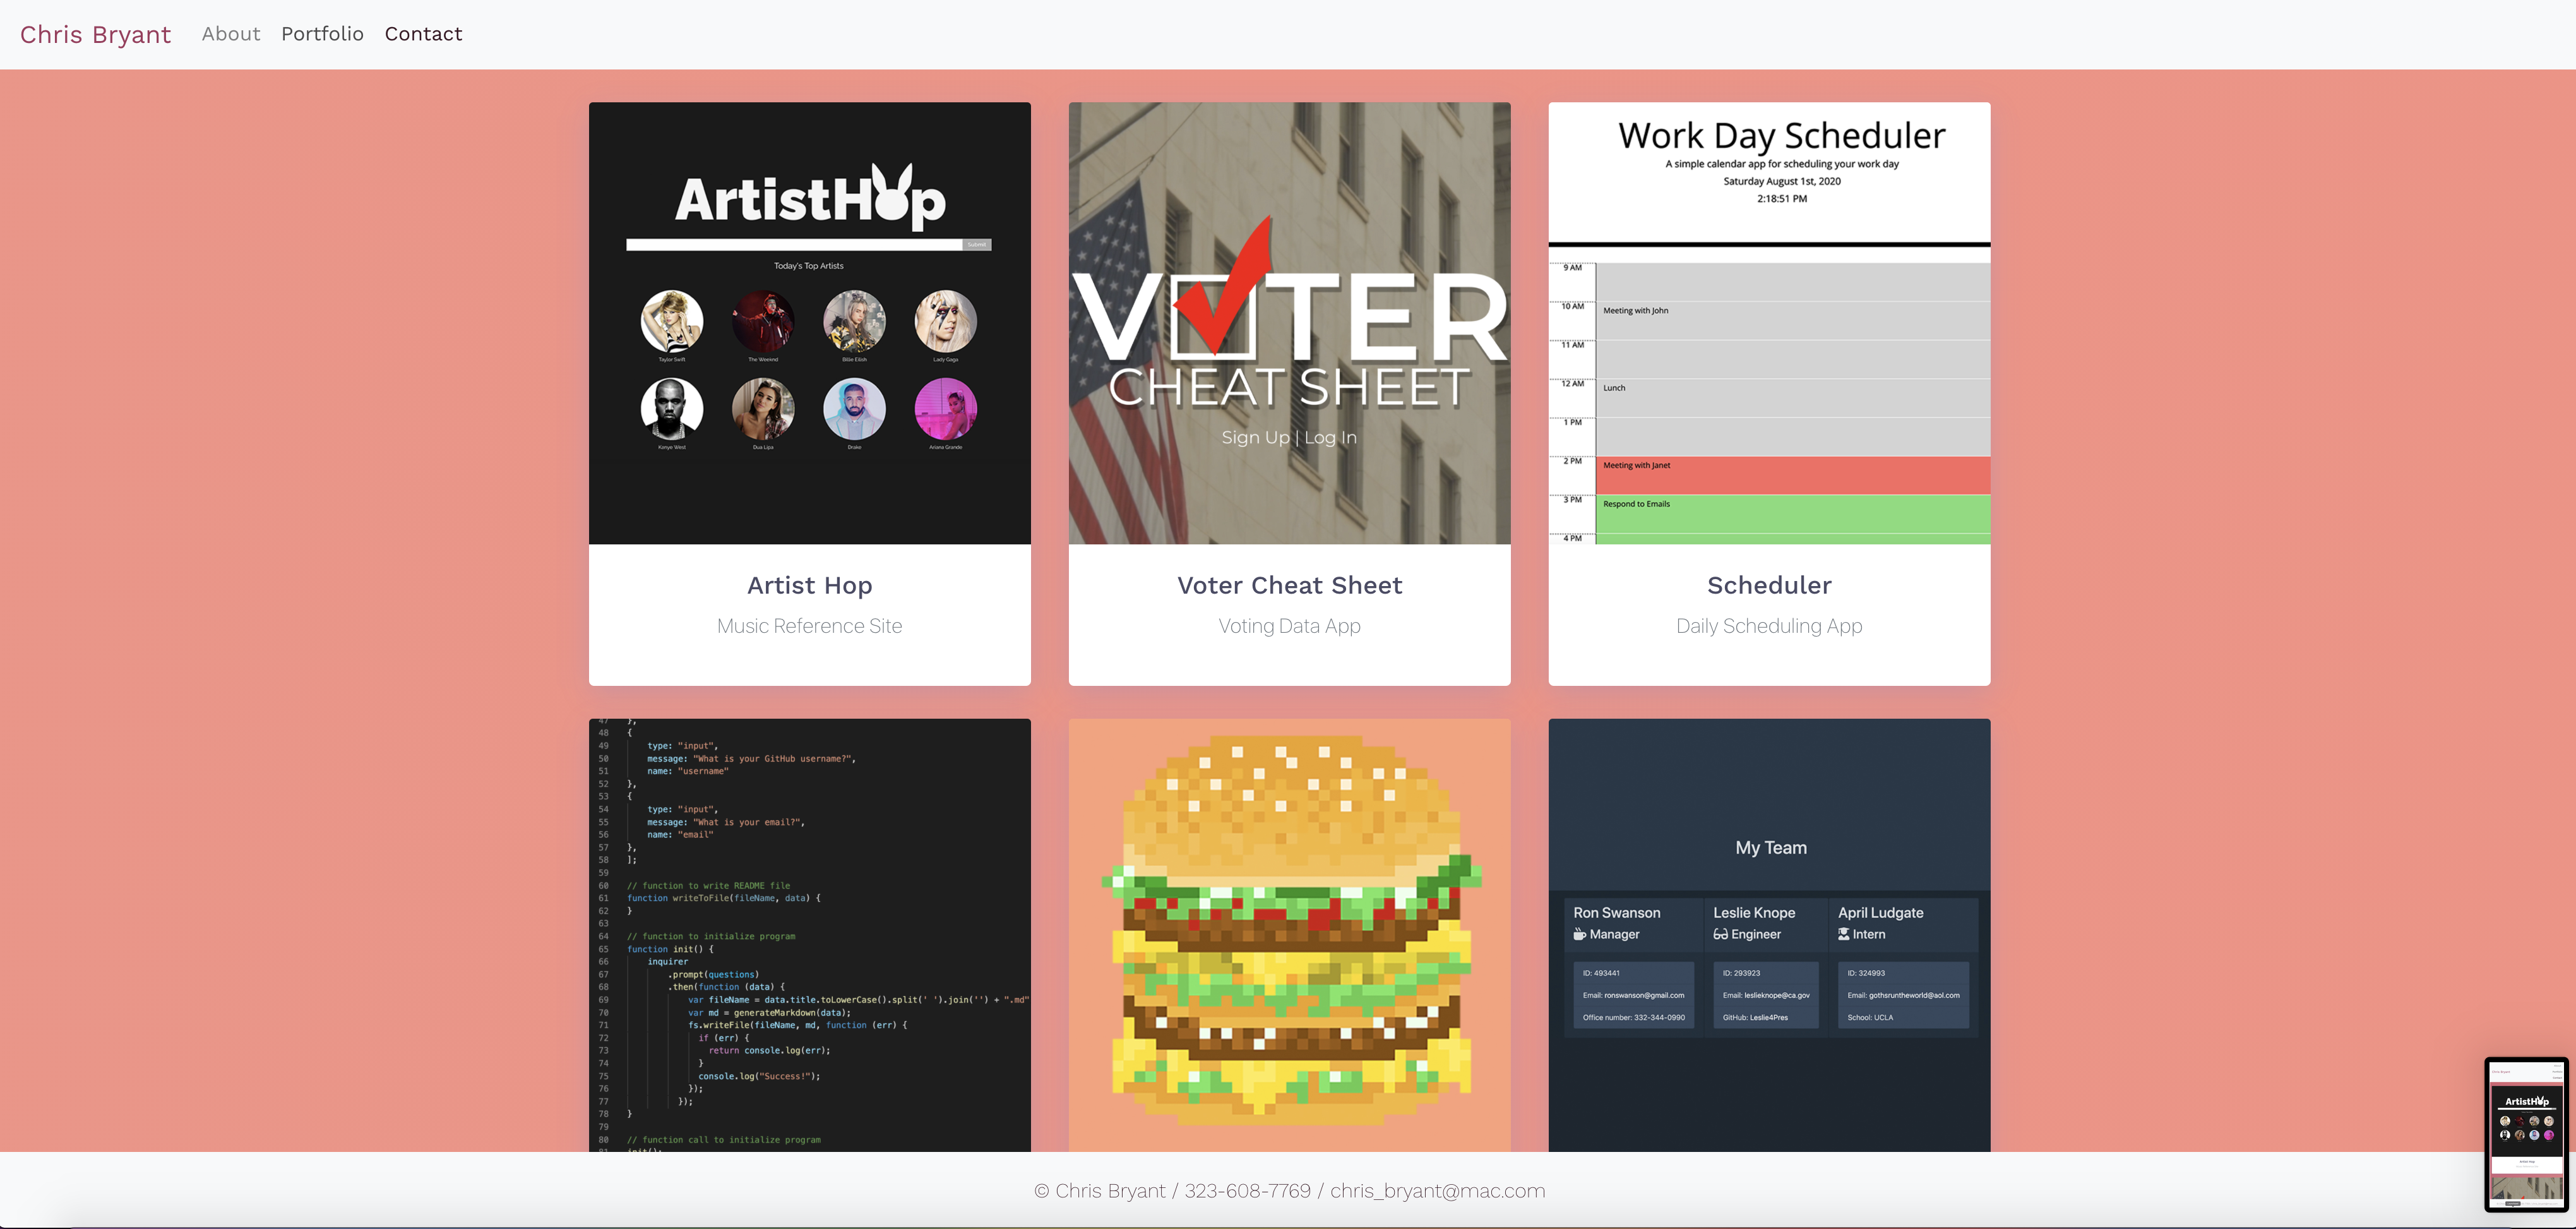 Chris Bryant About Portfolio Contact
ArtistHop
Submit
Today's Top Artists
Taylor Swift The Weeknd Billie Eilish Lady Gaga
Kanye West Dua Lipa Drake Ariana Grande
Artist Hop
Music Reference Site
VOTER
CHEAT SHEET
Sign Up | Log In
Voter Cheat Sheet
Voting Data App
Work Day Scheduler
A simple calendar app for scheduling your work day
Saturday August 1st, 2020
2:18:51 PM
9 AM
10 AM Meeting with John
11 AM
12 AM Lunch
1 PM
2 PM Meeting with Janet
3 PM Respond to Emails
4 PM
Scheduler
Daily Scheduling App
47 },
48 {
49 type: "input",
50 message: "What is your GitHub username?",
51 name: "username"
52 },
53 {
54 type: "input",
55 message: "What is your email?",
56 name: "email"
57 },
58 ];
59
60 // function to write README file
61 function writeToFile(fileName, data) {
62 }
63
64 // function to initialize program
65 function init() {
66 inquirer
67 .prompt(questions)
68 .then(function (data) {
69 var fileName = data.title.toLowerCase().split(' ').join('') + ".md"
70 var md = generateMarkdown(data);
71 fs.writeFile(fileName, md, function (err) {
72 if (err) {
73 return console.log(err);
74 }
75 console.log("Success!");
76 });
77 });
78 }
79
80 // function call to initialize program
My Team
Ron Swanson
Manager
ID: 493441
Email: ronswanson@gmail.com
Office number: 332-344-0990
Leslie Knope
Engineer
ID: 293923
Email: leslieknope@ca.gov
GitHub: Leslie4Pres
April Ludgate
Intern
ID: 324993
Email: gothsruntheworld@aol.com
School: UCLA
Chris Bryant
ArtistHop
© Chris Bryant / 323-608-7769 / chris_bryant@mac.com